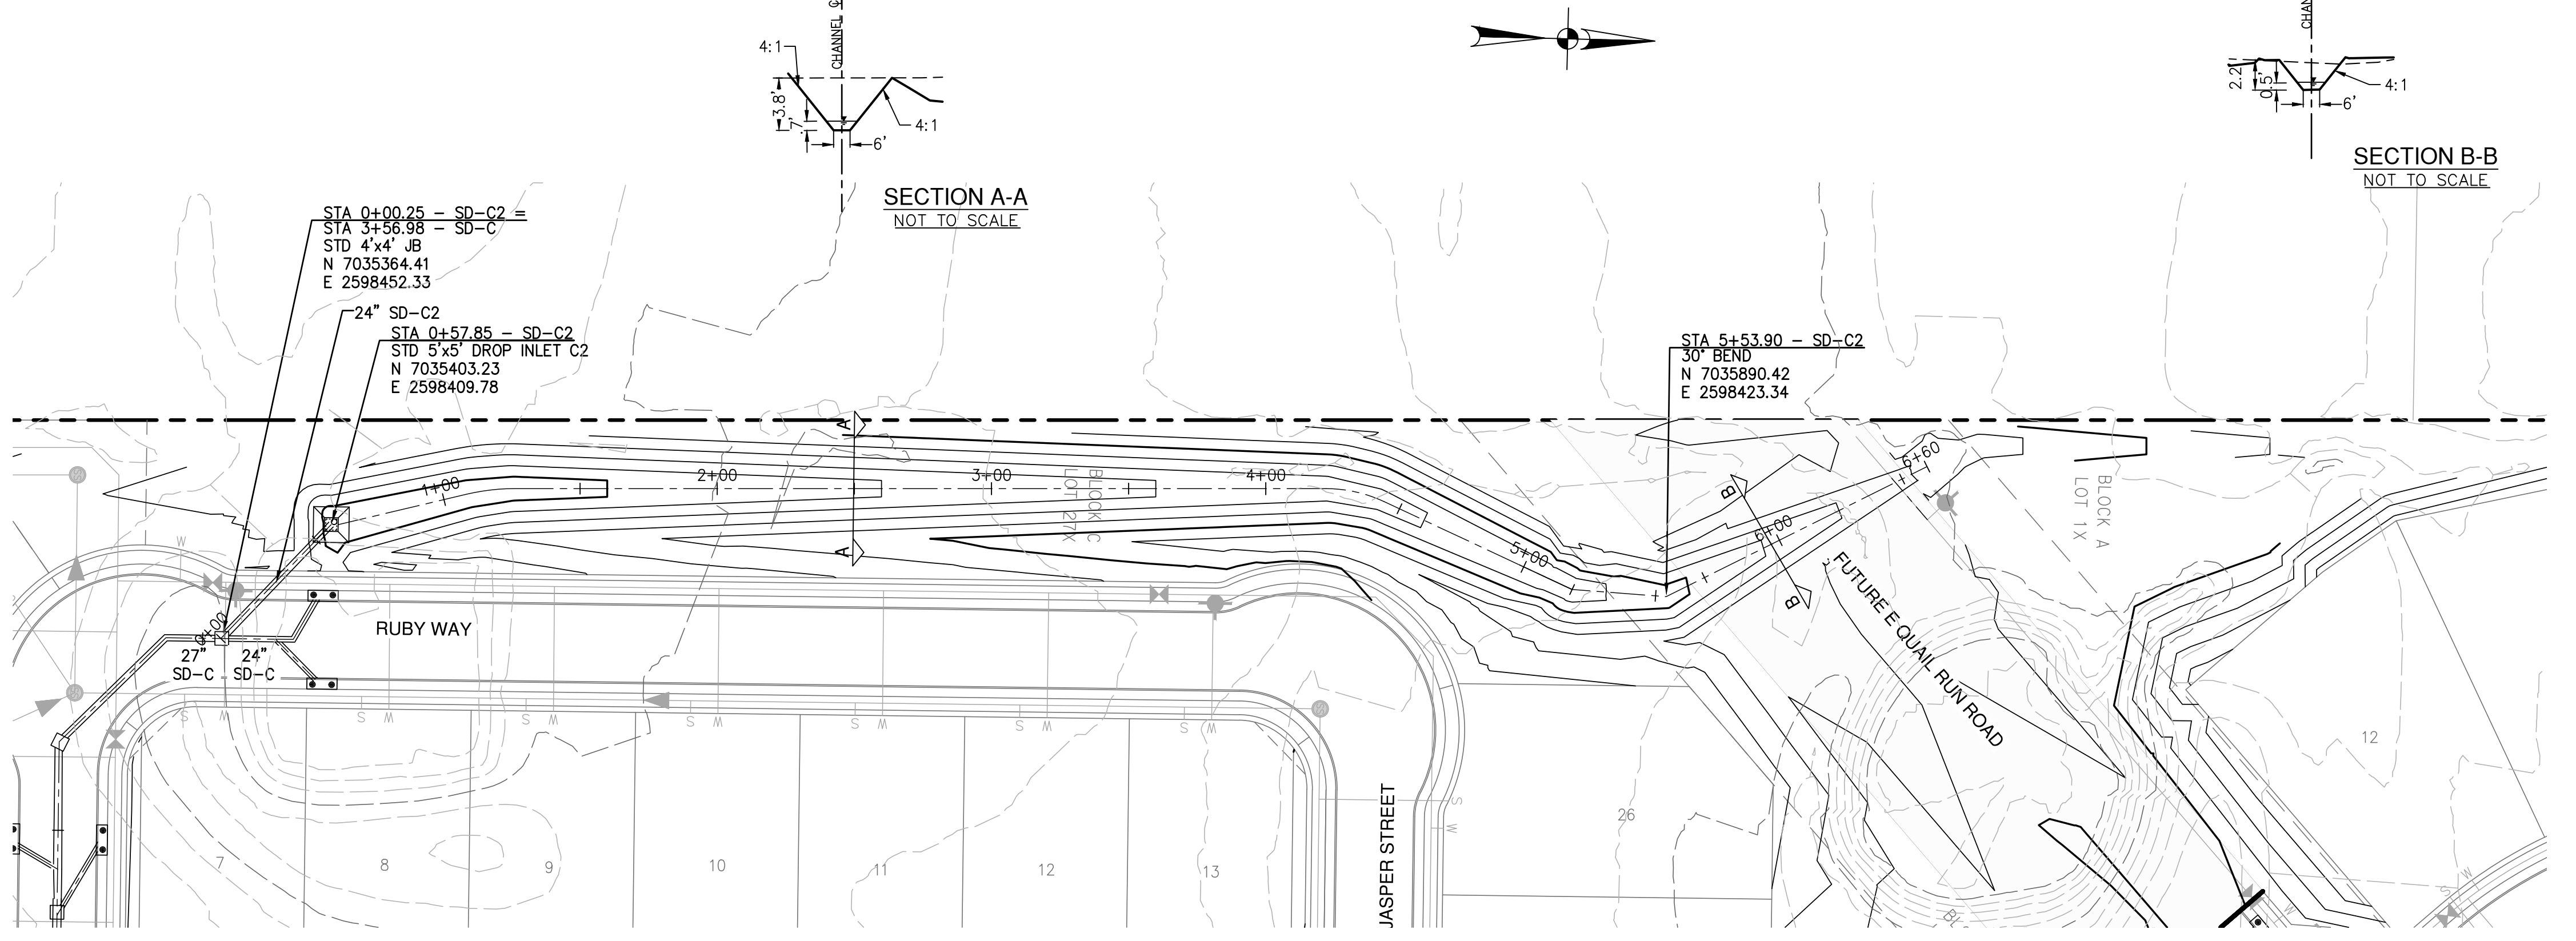 CHANNEL ℄
4:1
3.8'
.7'
4:1
6'
SECTION A-A
NOT TO SCALE
CHAN
2.2'
0.5'
4:1
6'
SECTION B-B
NOT TO SCALE
STA 0+00.25 - SD-C2 =
STA 3+56.98 - SD-C
STD 4'x4' JB
N 7035364.41
E 2598452.33
24" SD-C2
STA 0+57.85 - SD-C2
STD 5'x5' DROP INLET C2
N 7035403.23
E 2598409.78
STA 5+53.90 - SD-C2
30° BEND
N 7035890.42
E 2598423.34
A
A
B
B
0+00
1+00
2+00
3+00
4+00
5+00
6+00
6+60
BLOCK C
LOT 27X
BLOCK A
LOT 1X
RUBY WAY
27"
SD-C
24"
SD-C
FUTURE E QUAIL RUN ROAD
JASPER STREET
W
S
W
S
W
S
W
S
W
S
W
S
W
S
W
S
W
S
W
S
W
W
7
8
9
10
11
12
13
26
12
BL